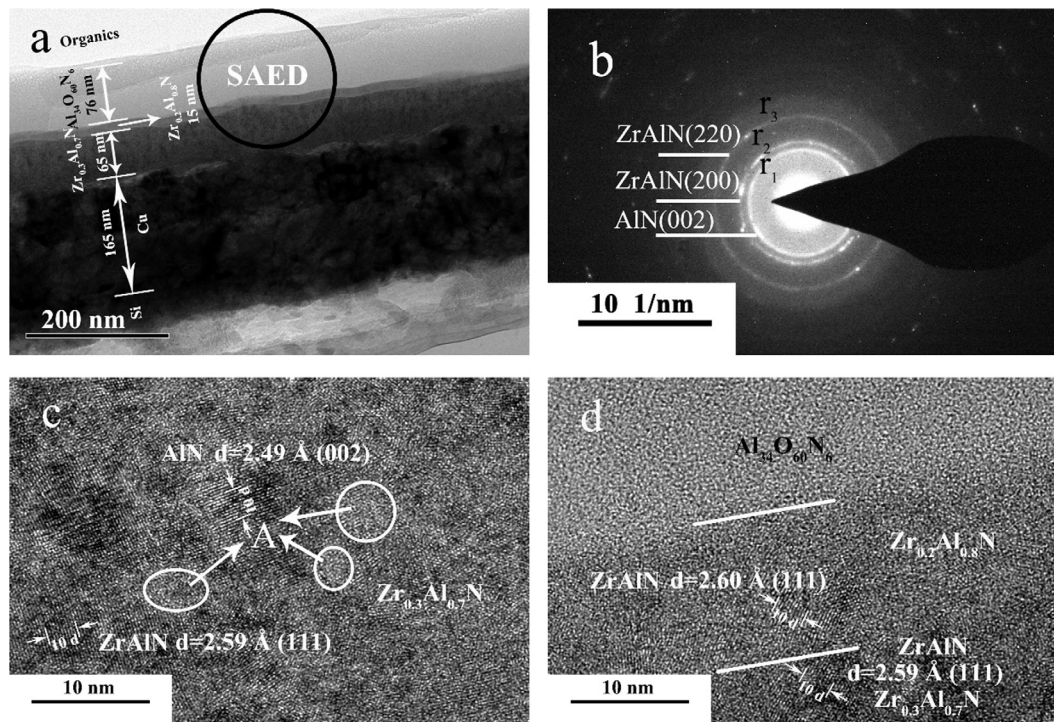 a
Organics
SAED
Al34O60N6
76 nm
Zr0.2Al0.8N
15 nm
Zr0.3Al0.7N
65 nm
165 nm
Cu
Si
200 nm
b
r3
r2
r1
ZrAlN(220)
ZrAlN(200)
AlN(002)
10 1/nm
c
AlN d=2.49 Å (002)
10 d
A
Zr0.3Al0.7N
10 d
ZrAlN d=2.59 Å (111)
10 nm
d
Al34O60N6
Zr0.2Al0.8N
ZrAlN d=2.60 Å (111)
10 d
ZrAlN
d=2.59 Å (111)
10 d
Zr0.3Al0.7N
10 nm